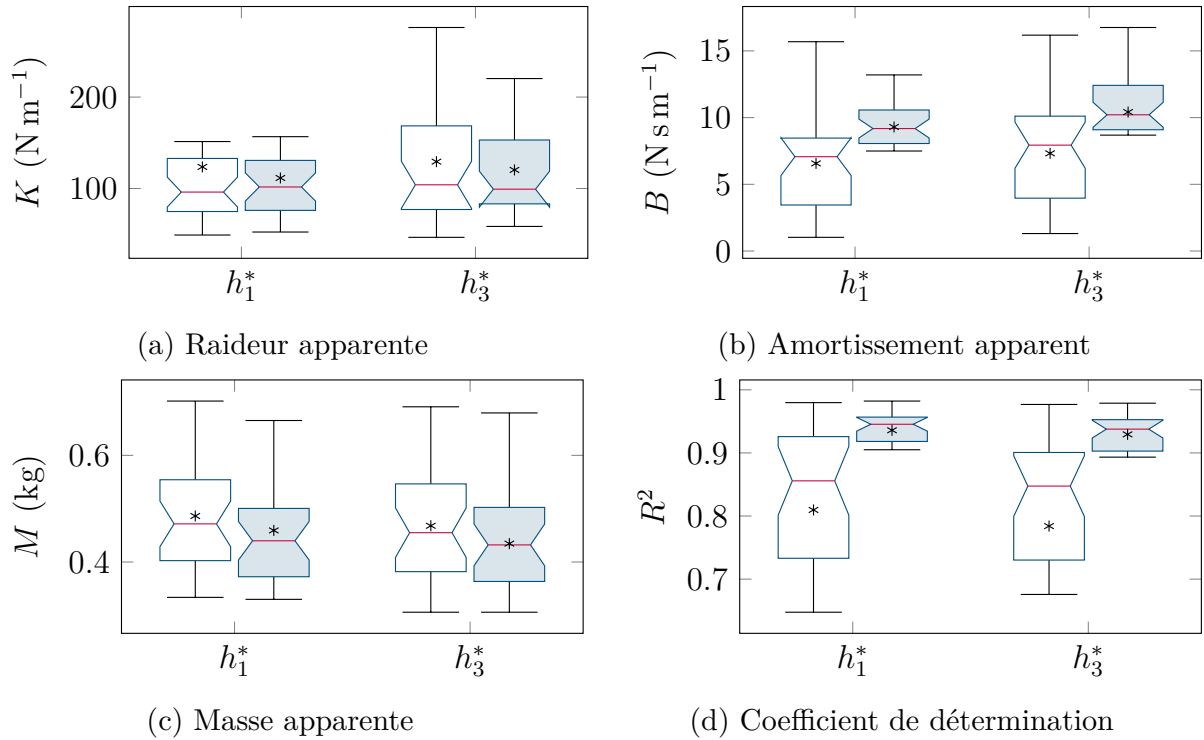 K (N m⁻¹)
200
100
h₁* h₃*
(a) Raideur apparente
B (N s m⁻¹)
15
10
5
0
h₁* h₃*
(b) Amortissement apparent
M (kg)
0.6
0.4
h₁* h₃*
(c) Masse apparente
R²
1
0.9
0.8
0.7
h₁* h₃*
(d) Coefficient de détermination